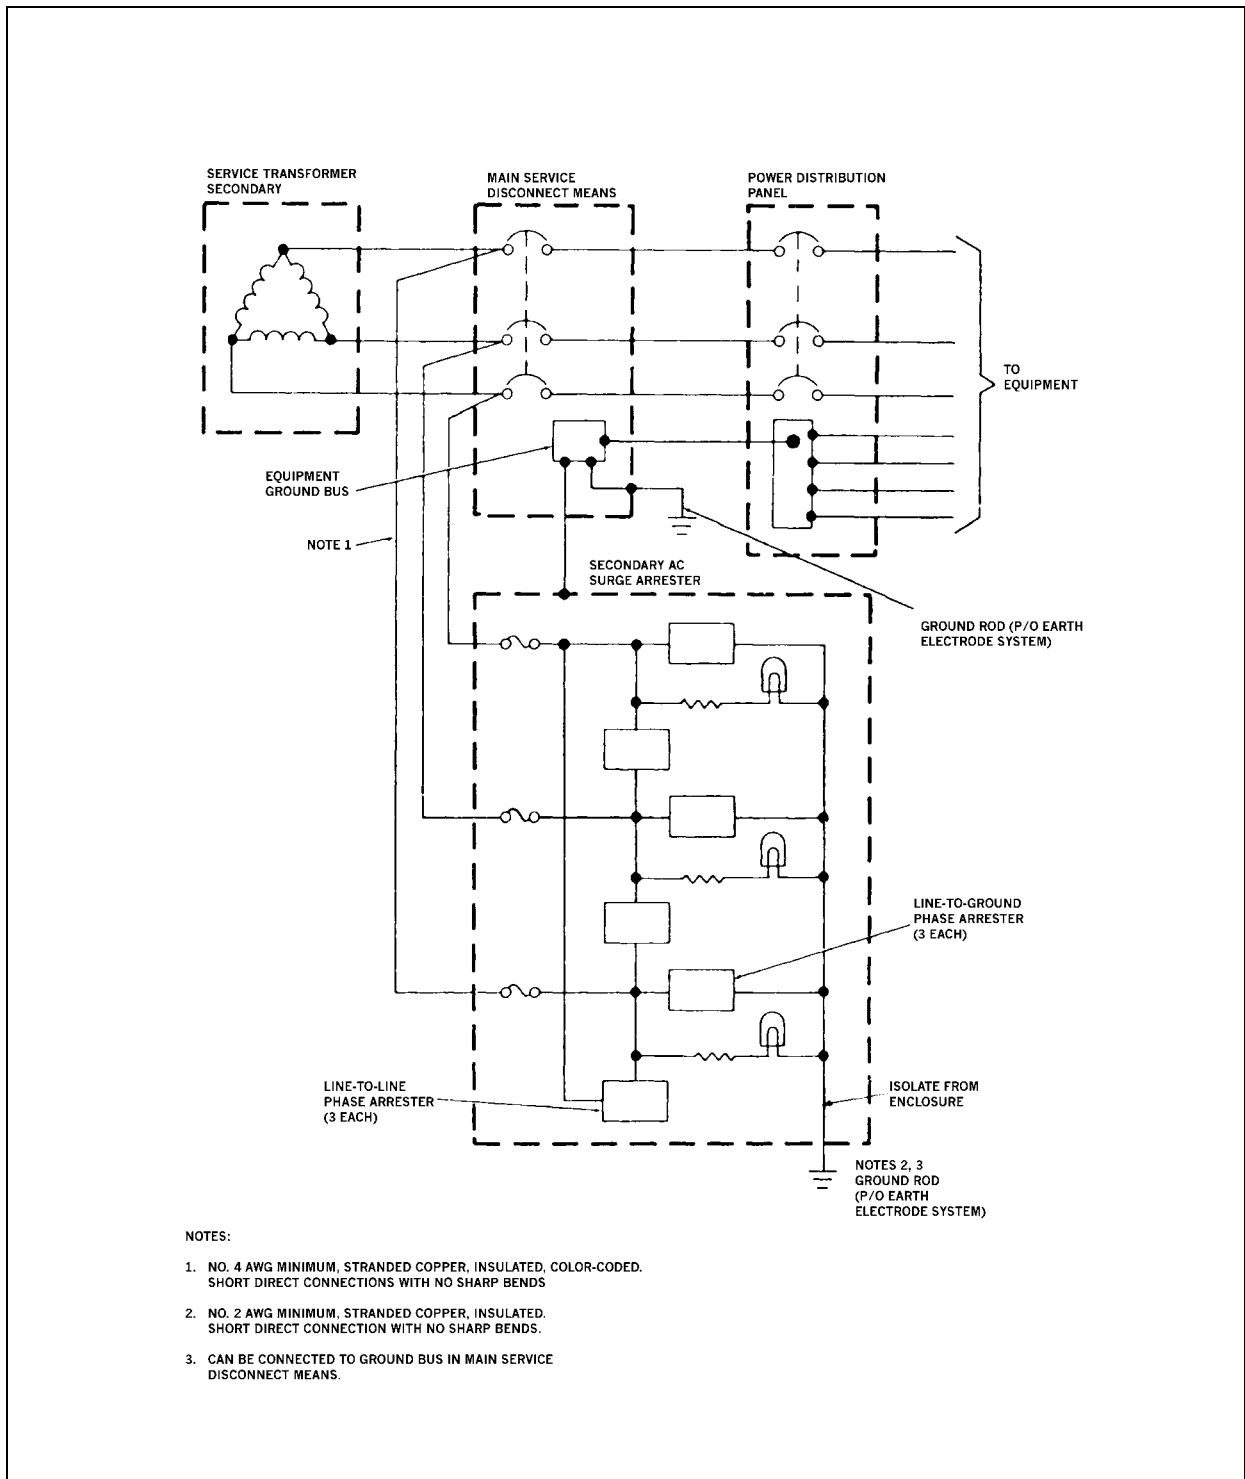 SERVICE TRANSFORMER
SECONDARY
MAIN SERVICE
DISCONNECT MEANS
POWER DISTRIBUTION
PANEL
TO
EQUIPMENT
EQUIPMENT
GROUND BUS
NOTE 1
SECONDARY AC
SURGE ARRESTER
GROUND ROD (P/O EARTH
ELECTRODE SYSTEM)
LINE-TO-GROUND
PHASE ARRESTER
(3 EACH)
LINE-TO-LINE
PHASE ARRESTER
(3 EACH)
ISOLATE FROM
ENCLOSURE
NOTES 2, 3
GROUND ROD
(P/O EARTH
ELECTRODE SYSTEM)
NOTES:
1. NO. 4 AWG MINIMUM, STRANDED COPPER, INSULATED, COLOR-CODED.
SHORT DIRECT CONNECTIONS WITH NO SHARP BENDS
2. NO. 2 AWG MINIMUM, STRANDED COPPER, INSULATED.
SHORT DIRECT CONNECTION WITH NO SHARP BENDS.
3. CAN BE CONNECTED TO GROUND BUS IN MAIN SERVICE
DISCONNECT MEANS.